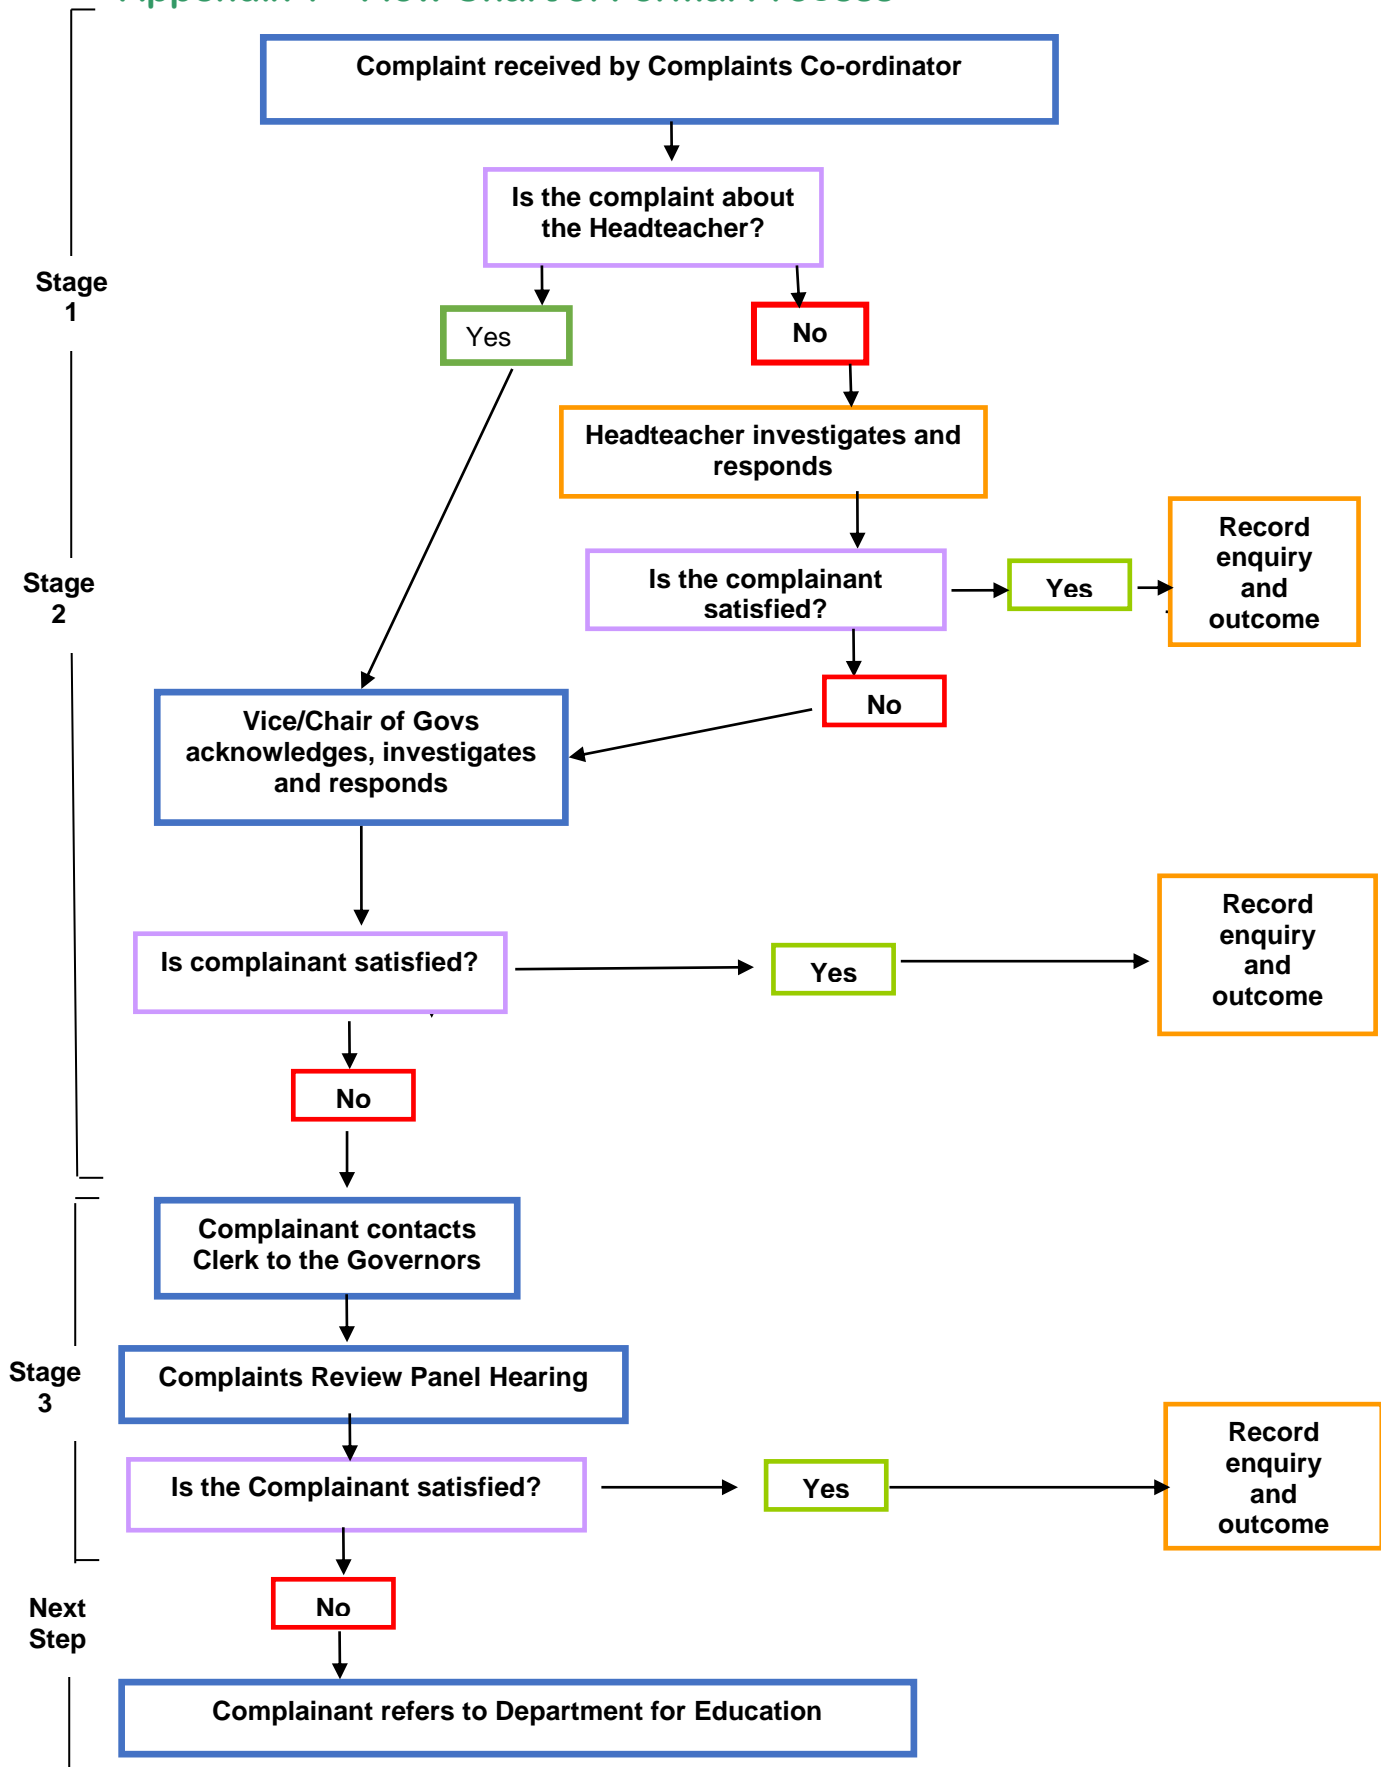 Complaint received by Complaints Co-ordinator
Is the complaint about
the Headteacher?
Stage
1
Yes
No
Headteacher investigates and
responds
Stage
2
Is the complainant
satisfied?
Yes
Record
enquiry
and
outcome
No
Vice/Chair of Govs
acknowledges, investigates
and responds
Is complainant satisfied?
Yes
Record
enquiry
and
outcome
No
Complainant contacts
Clerk to the Governors
Stage
3
Complaints Review Panel Hearing
Is the Complainant satisfied?
Yes
Record
enquiry
and
outcome
Next
Step
No
Complainant refers to Department for Education